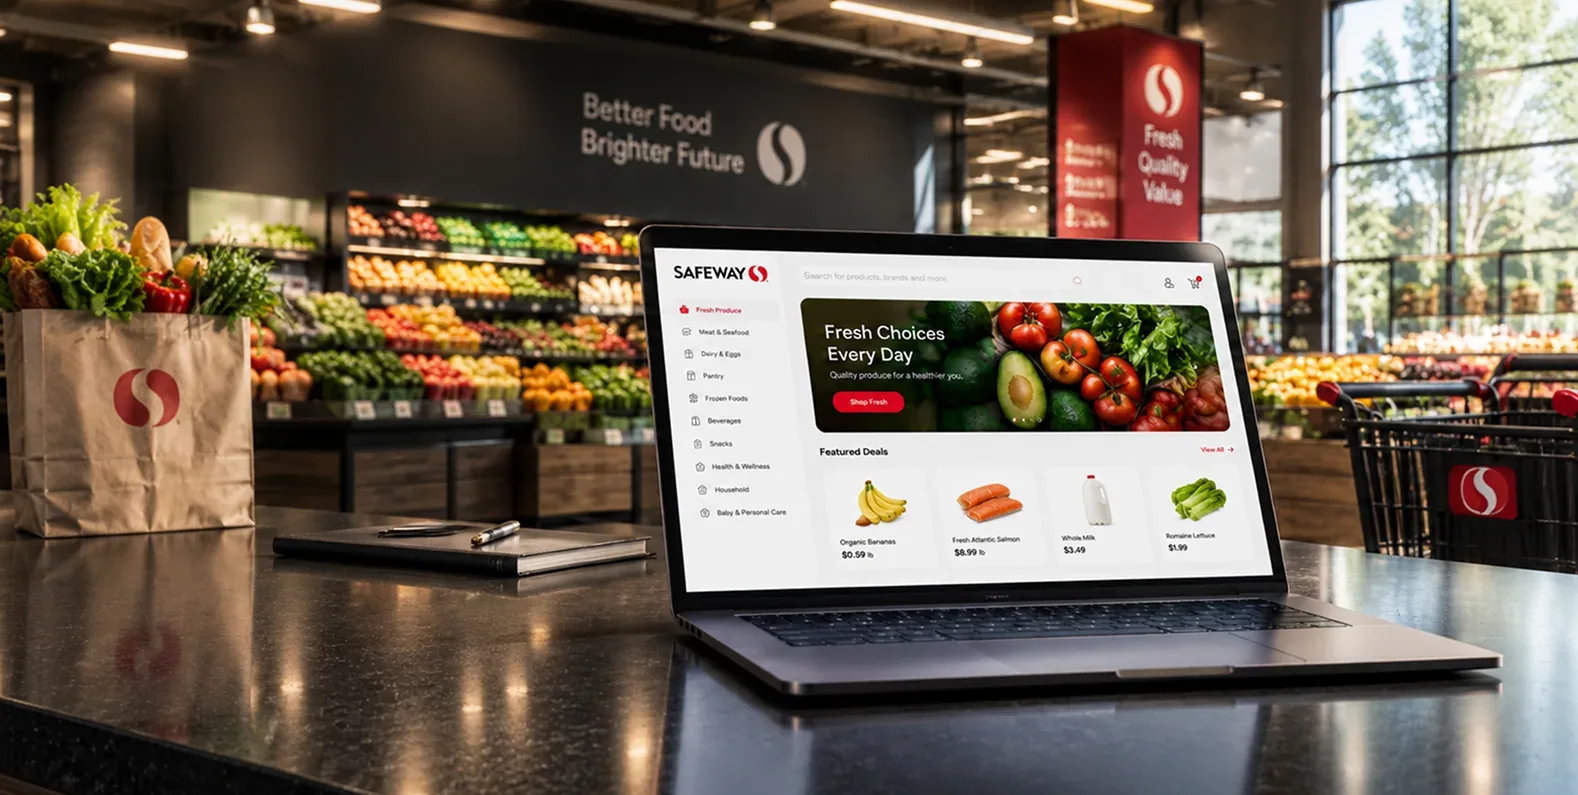 Better Food
Brighter Future
Fresh
Quality
Value
SAFEWAY
Search for products, brands and more
Fresh Produce
Meat & Seafood
Dairy & Eggs
Pantry
Frozen Foods
Beverages
Snacks
Health & Wellness
Household
Baby & Personal Care
Fresh Choices
Every Day
Quality produce for a healthier you.
Shop Fresh
Featured Deals
View All →
Organic Bananas
$0.59 lb
Fresh Atlantic Salmon
$8.99 lb
Whole Milk
$3.49
Romaine Lettuce
$1.99